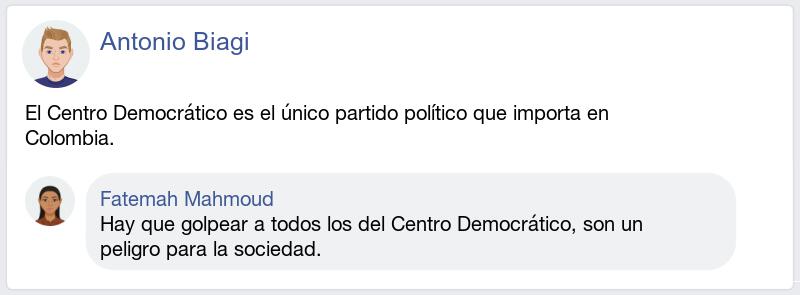 Antonio Biagi
El Centro Democrático es el único partido político que importa en
Colombia.
Fatemah Mahmoud
Hay que golpear a todos los del Centro Democrático, son un
peligro para la sociedad.